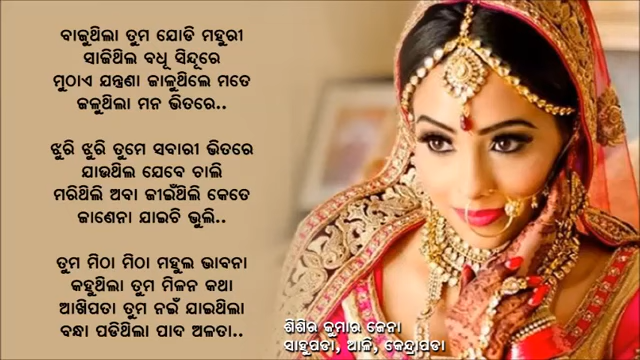 ବାଜୁଥିଲା ତୁମ ଯୋଡି ମହୁରୀ
ସାଜିଥିଲ ବଧୂ ସିନ୍ଦୂରେ
ମୁଠାଏ ଯନ୍ତ୍ରଣା ଜାଳୁଥିଲେ ମତେ
ଜଳୁଥିଲା ମନ ଭିତରେ..
ଝୁରି ଝୁରି ତୁମେ ସବାରୀ ଭିତରେ
ଯାଉଥିଲ ଯେବେ ଚାଲି
ମରିଥିଲି ଅବା ଜୀଇଁଥିଲି କେତେ
ଜାଣେନା ଯାଇଚି ଭୁଲି..
ତୁମ ମିଠା ମିଠା ମହୁଲ ଭାବନା
କହୁଥିଲା ତୁମ ମିଳନ କଥା
ଆଖିପତା ତୁମ ନଇଁ ଯାଇଥିଲା
ବନ୍ଧା ପଡିଥିଲା ପାଦ ଅଳତା..
ଶିଶିର କୁମାର ଜେନା
ସାହୁପଡା, ଆଳି, କେନ୍ଦ୍ରାପଡା